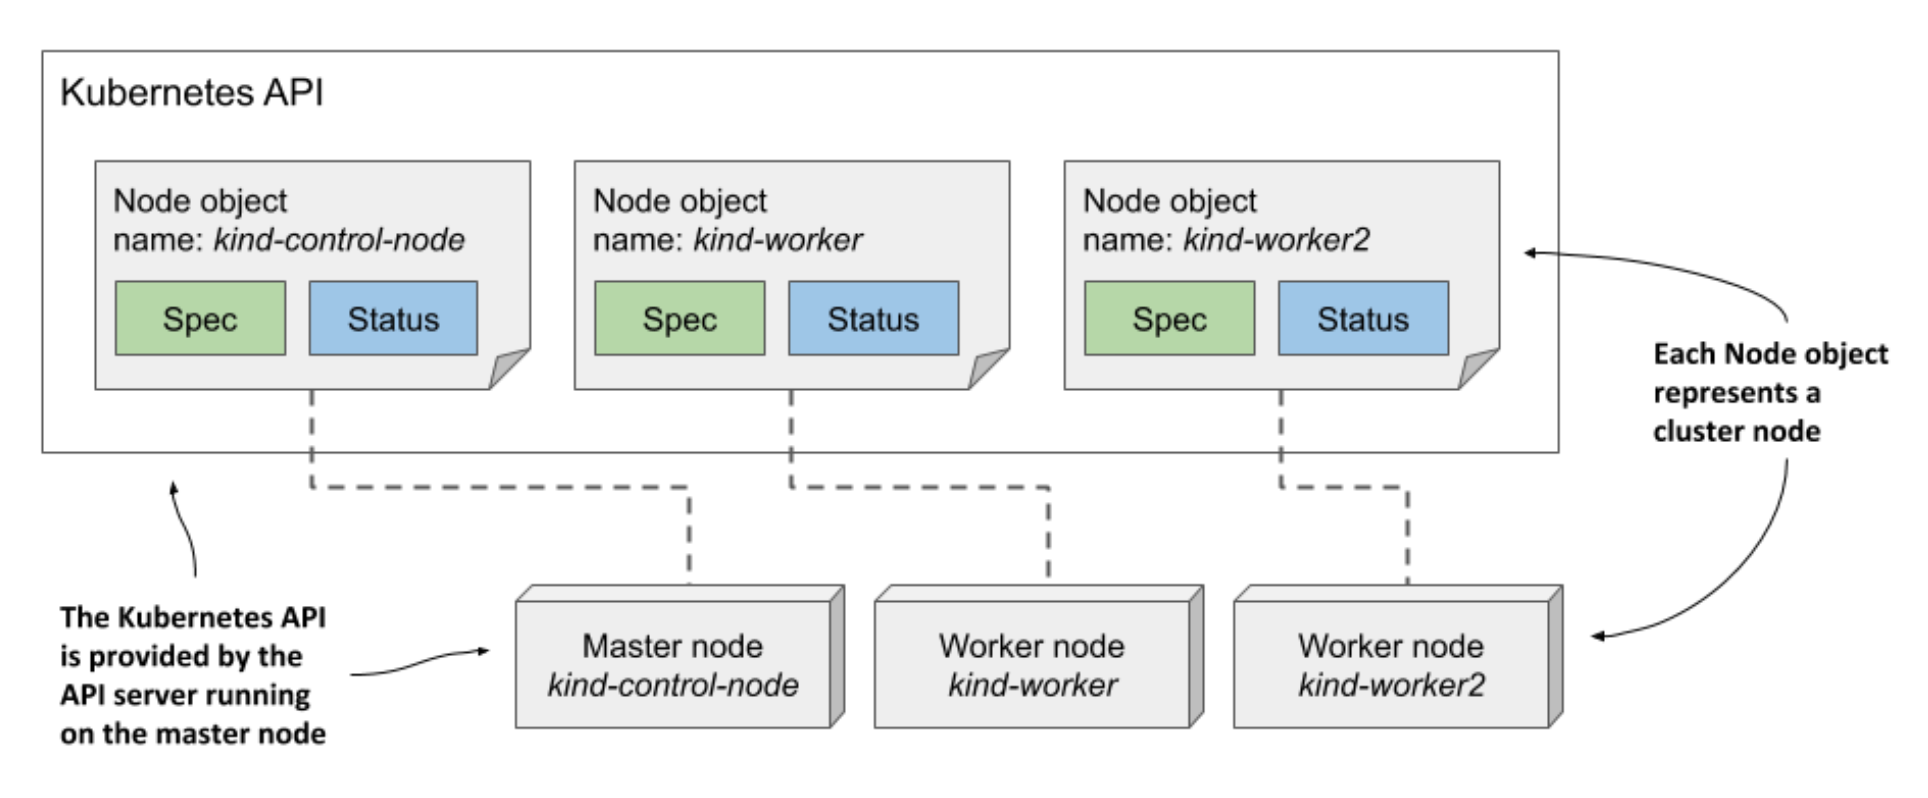 Kubernetes API
Node object
name: kind-control-node
Spec
Status
Node object
name: kind-worker
Spec
Status
Node object
name: kind-worker2
Spec
Status
Each Node object
represents a
cluster node
The Kubernetes API
is provided by the
API server running
on the master node
Master node
kind-control-node
Worker node
kind-worker
Worker node
kind-worker2